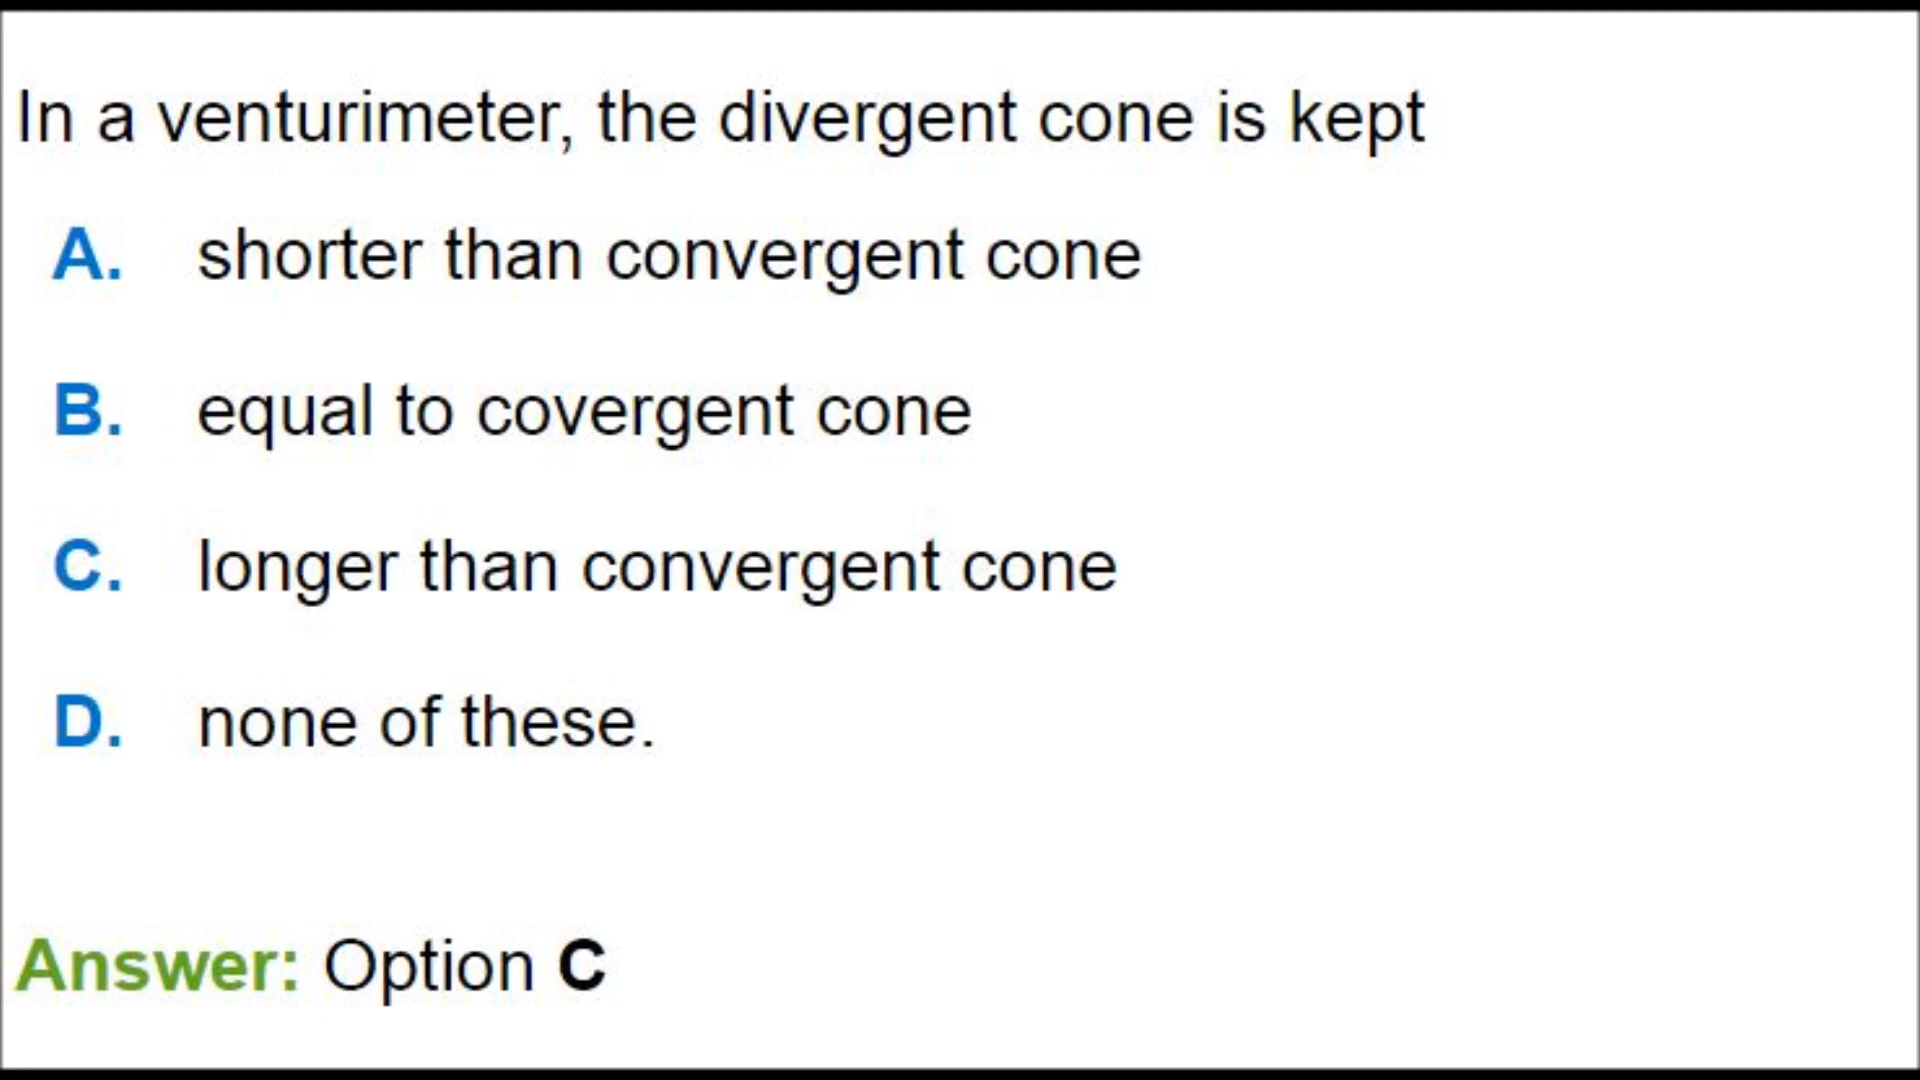 In a venturimeter, the divergent cone is kept
A. shorter than convergent cone
B. equal to covergent cone
C. longer than convergent cone
D. none of these.
Answer: Option C